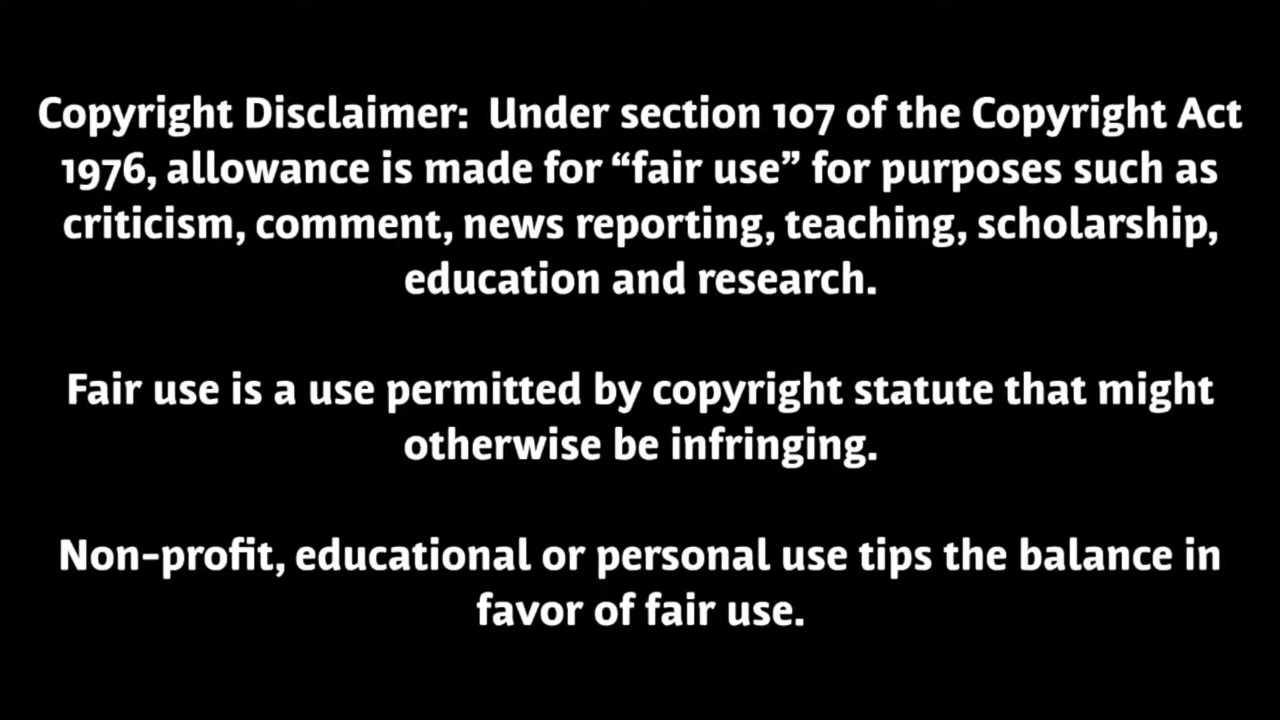 Copyright Disclaimer:  Under section 107 of the Copyright Act
1976, allowance is made for “fair use” for purposes such as
criticism, comment, news reporting, teaching, scholarship,
education and research.
Fair use is a use permitted by copyright statute that might
otherwise be infringing.
Non-profit, educational or personal use tips the balance in
favor of fair use.